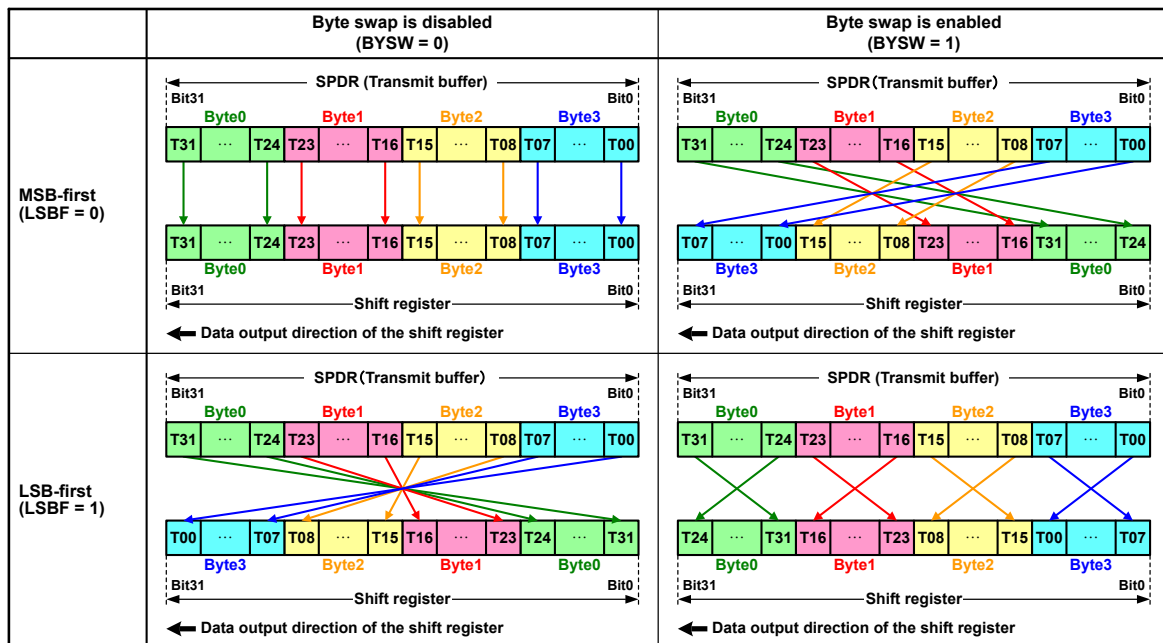 Byte swap is disabled
(BYSW = 0)
Byte swap is enabled
(BYSW = 1)
MSB-first
(LSBF = 0)
SPDR (Transmit buffer)
Bit31
Bit0
Byte0 Byte1 Byte2 Byte3
T31 ... T24 T23 ... T16 T15 ... T08 T07 ... T00
T31 ... T24 T23 ... T16 T15 ... T08 T07 ... T00
Byte0 Byte1 Byte2 Byte3
Bit31
Bit0
Shift register
Data output direction of the shift register
SPDR(Transmit buffer)
Bit31
Bit0
Byte0 Byte1 Byte2 Byte3
T31 ... T24 T23 ... T16 T15 ... T08 T07 ... T00
T07 ... T00 T15 ... T08 T23 ... T16 T31 ... T24
Byte3 Byte2 Byte1 Byte0
Bit31
Bit0
Shift register
Data output direction of the shift register
LSB-first
(LSBF = 1)
SPDR(Transmit buffer)
Bit31
Bit0
Byte0 Byte1 Byte2 Byte3
T31 ... T24 T23 ... T16 T15 ... T08 T07 ... T00
T00 ... T07 T08 ... T15 T16 ... T23 T24 ... T31
Byte3 Byte2 Byte1 Byte0
Bit31
Bit0
Shift register
Data output direction of the shift register
SPDR (Transmit buffer)
Bit31
Bit0
Byte0 Byte1 Byte2 Byte3
T31 ... T24 T23 ... T16 T15 ... T08 T07 ... T00
T24 ... T31 T16 ... T23 T08 ... T15 T00 ... T07
Byte0 Byte1 Byte2 Byte3
Bit31
Bit0
Shift register
Data output direction of the shift register